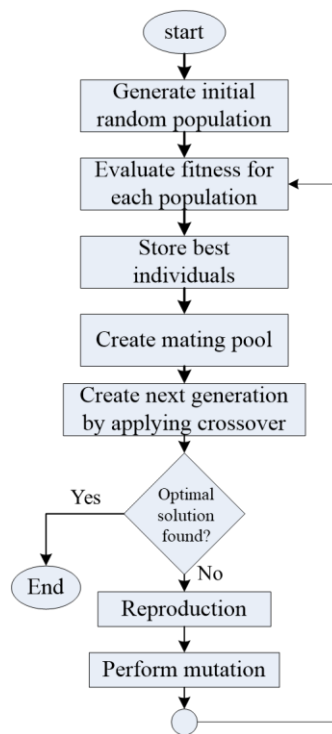 start
Generate initial
random population
Evaluate fitness for
each population
Store best
individuals
Create mating pool
Create next generation
by applying crossover
Optimal
solution
found?
Yes
End
No
Reproduction
Perform mutation